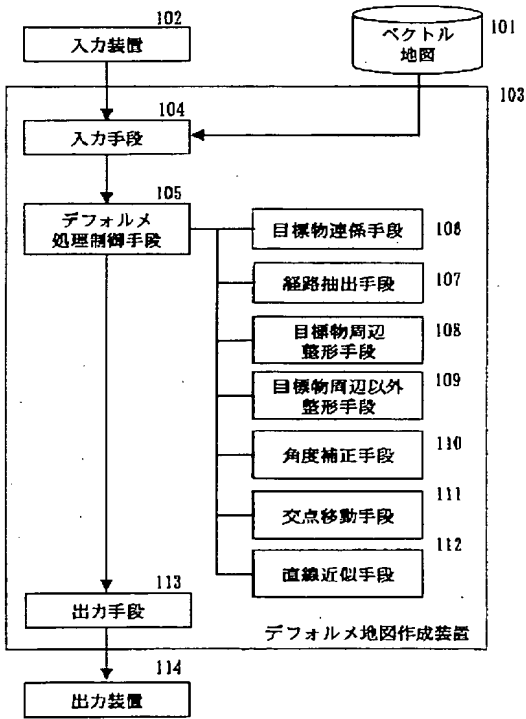 102
入力装置
ベクトル
地図
101
103
104
入力手段
105
デフォルメ
処理制御手段
目標物連係手段
106
経路抽出手段
107
目標物周辺
整形手段
108
目標物周辺以外
整形手段
109
角度補正手段
110
交点移動手段
111
直線近似手段
112
113
出力手段
デフォルメ地図作成装置
114
出力装置